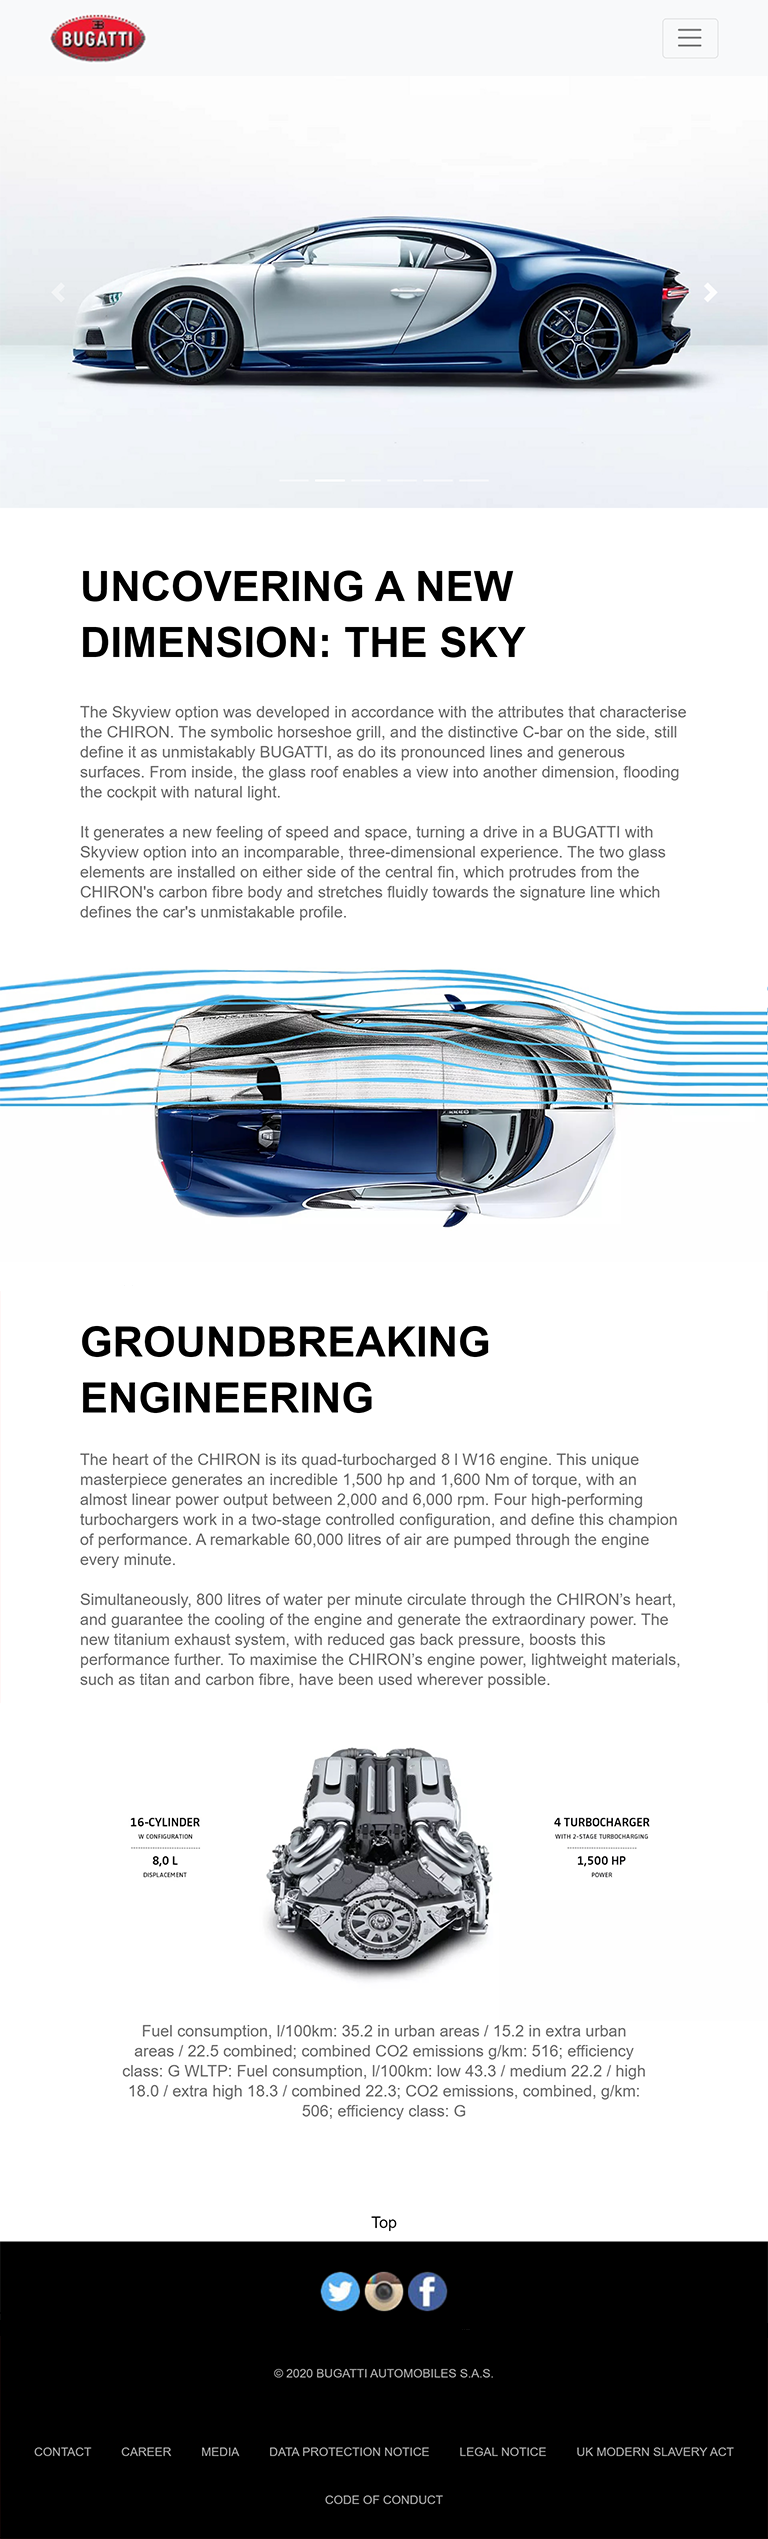 BUGATTI
UNCOVERING A NEW
DIMENSION: THE SKY
The Skyview option was developed in accordance with the attributes that characterise
the CHIRON. The symbolic horseshoe grill, and the distinctive C-bar on the side, still
define it as unmistakably BUGATTI, as do its pronounced lines and generous
surfaces. From inside, the glass roof enables a view into another dimension, flooding
the cockpit with natural light.
It generates a new feeling of speed and space, turning a drive in a BUGATTI with
Skyview option into an incomparable, three-dimensional experience. The two glass
elements are installed on either side of the central fin, which protrudes from the
CHIRON's carbon fibre body and stretches fluidly towards the signature line which
defines the car's unmistakable profile.
GROUNDBREAKING
ENGINEERING
The heart of the CHIRON is its quad-turbocharged 8 l W16 engine. This unique
masterpiece generates an incredible 1,500 hp and 1,600 Nm of torque, with an
almost linear power output between 2,000 and 6,000 rpm. Four high-performing
turbochargers work in a two-stage controlled configuration, and define this champion
of performance. A remarkable 60,000 litres of air are pumped through the engine
every minute.
Simultaneously, 800 litres of water per minute circulate through the CHIRON’s heart,
and guarantee the cooling of the engine and generate the extraordinary power. The
new titanium exhaust system, with reduced gas back pressure, boosts this
performance further. To maximise the CHIRON’s engine power, lightweight materials,
such as titan and carbon fibre, have been used wherever possible.
16-CYLINDER
W CONFIGURATION
8,0 L
DISPLACEMENT
4 TURBOCHARGER
WITH 2-STAGE TURBOCHARGING
1,500 HP
POWER
Fuel consumption, l/100km: 35.2 in urban areas / 15.2 in extra urban
areas / 22.5 combined; combined CO2 emissions g/km: 516; efficiency
class: G WLTP: Fuel consumption, l/100km: low 43.3 / medium 22.2 / high
18.0 / extra high 18.3 / combined 22.3; CO2 emissions, combined, g/km:
506; efficiency class: G
Top
© 2020 BUGATTI AUTOMOBILES S.A.S.
CONTACT CAREER MEDIA DATA PROTECTION NOTICE LEGAL NOTICE UK MODERN SLAVERY ACT
CODE OF CONDUCT